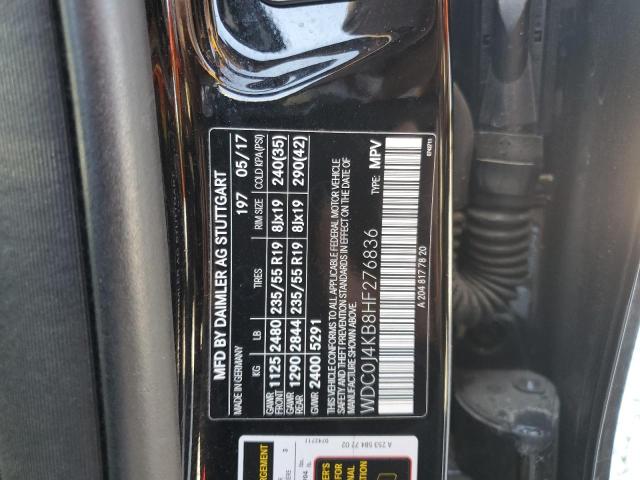 MFD BY DAIMLER AG STUTTGART
MADE IN GERMANY 197 05/17
KG LB TIRES RIM SIZE COLD KPA(PSI)
GAWR FRONT 1125 2480 235/55 R19 8Jx19 240(35)
GAWR REAR 1290 2844 235/55 R19 8Jx19 290(42)
GVWR 2400 5291
THIS VEHICLE CONFORMS TO ALL APPLICABLE FEDERAL MOTOR VEHICLE
SAFETY AND THEFT PREVENTION STANDARDS IN EFFECT ON THE DATE OF
MANUFACTURE SHOWN ABOVE.
TYPE: MPV
WDC0J4KB8HF276836
A 204 817 78 20
A 253 584 72 02